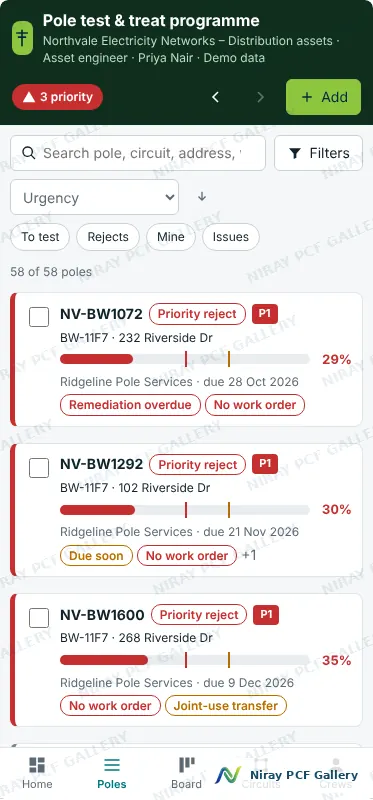 Pole test & treat programme
Northvale Electricity Networks – Distribution assets ·
Asset engineer · Priya Nair · Demo data
3 priority
+ Add
Search pole, circuit, address,
Filters
Urgency
To test
Rejects
Mine
Issues
58 of 58 poles
NV-BW1072 Priority reject P1
BW-11F7 · 232 Riverside Dr
29%
Ridgeline Pole Services · due 28 Oct 2026
Remediation overdue No work order
NV-BW1292 Priority reject P1
BW-11F7 · 102 Riverside Dr
30%
Ridgeline Pole Services · due 21 Nov 2026
Due soon No work order +1
NV-BW1600 Priority reject P1
BW-11F7 · 268 Riverside Dr
35%
Ridgeline Pole Services · due 9 Dec 2026
No work order Joint-use transfer
Home
Poles
Board
Circuits
Crews
Niray PCF Gallery
NIRAY PCF GALLERY